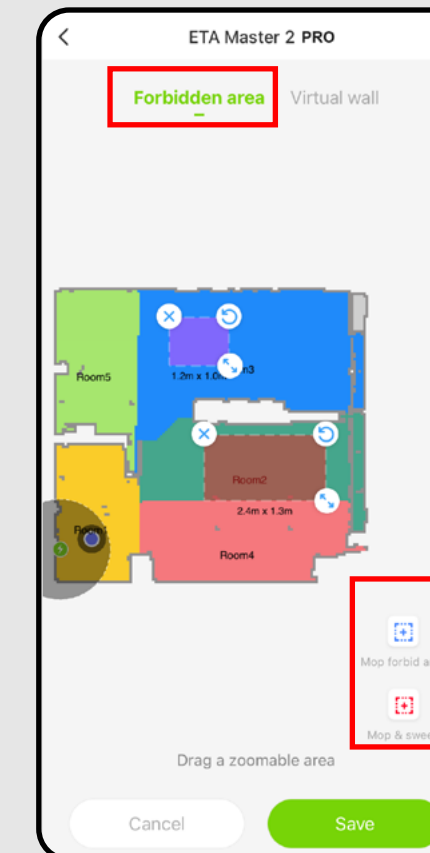 ETA Master 2 PRO
Forbidden area Virtual wall
Room5
1.2m x 1.0
m3
Room2
2.4m x 1.3m
Room4
Mop forbid a
Mop & swee
Drag a zoomable area
Cancel Save